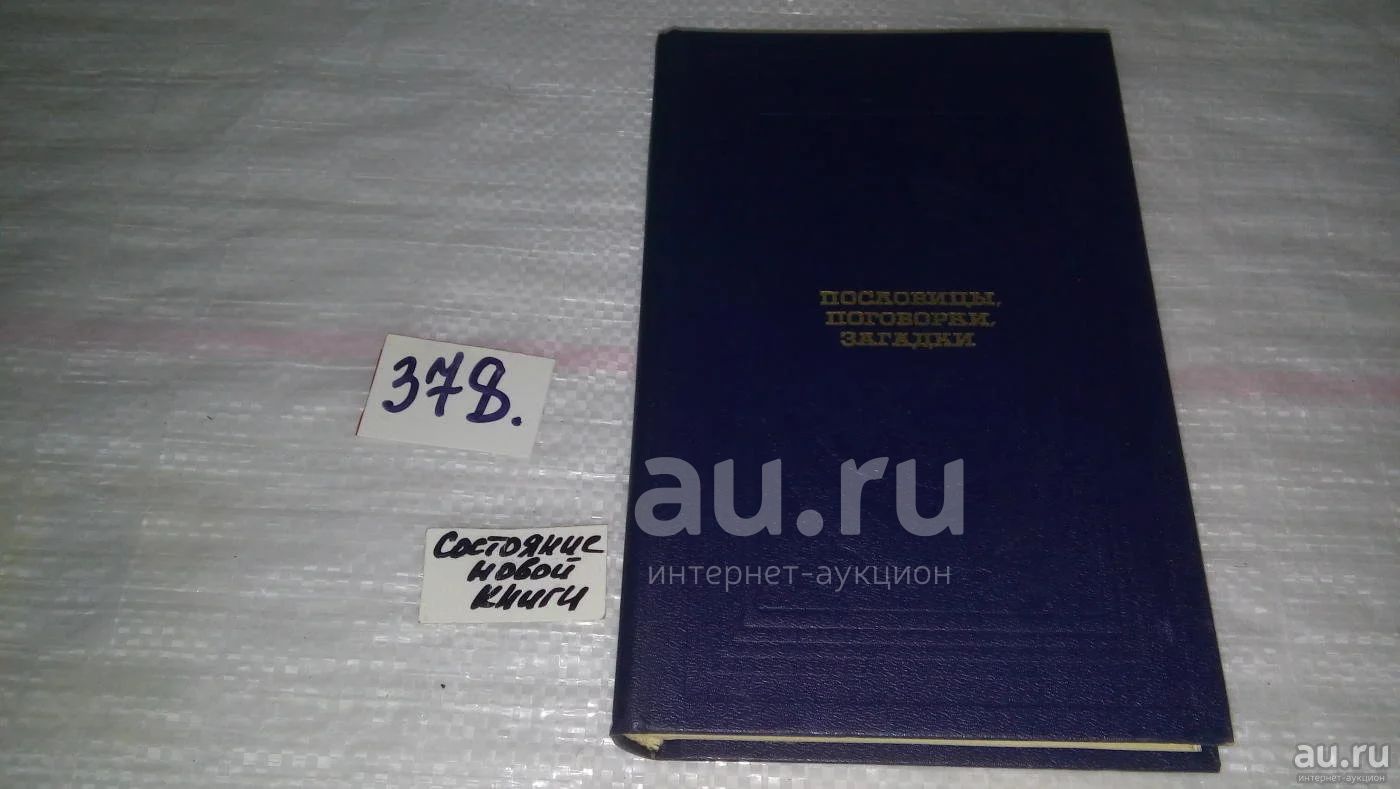 ПОСЛОВИЦЫ,
ПОГОВОРКИ,
ЗАГАДКИ
378.
Состояние
новой
книги
au.ru
интернет-аукцион
au.ru
интернет-аукцион